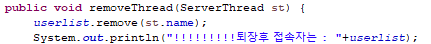 public void removeThread(ServerThread st) {
userlist.remove(st.name);
System.out.println("!!!!!!!!!퇴장후 접속자는 : "+userlist);